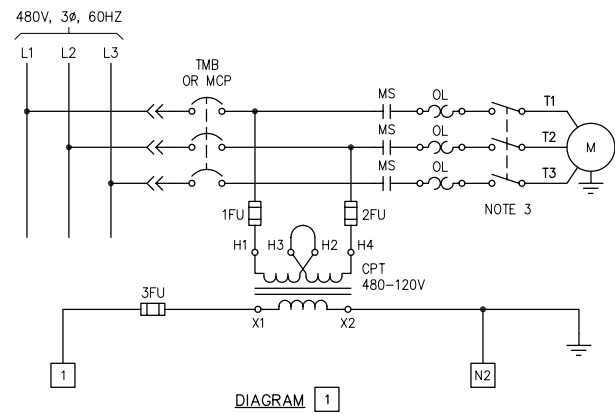 480V, 3ø, 60HZ
L1 L2 L3
TMB
OR MCP
MS OL T1
MS OL T2
MS OL T3
M
NOTE 3
1FU 2FU
H1 H3 H2 H4
CPT
480-120V
3FU
X1 X2
1 N2
DIAGRAM 1